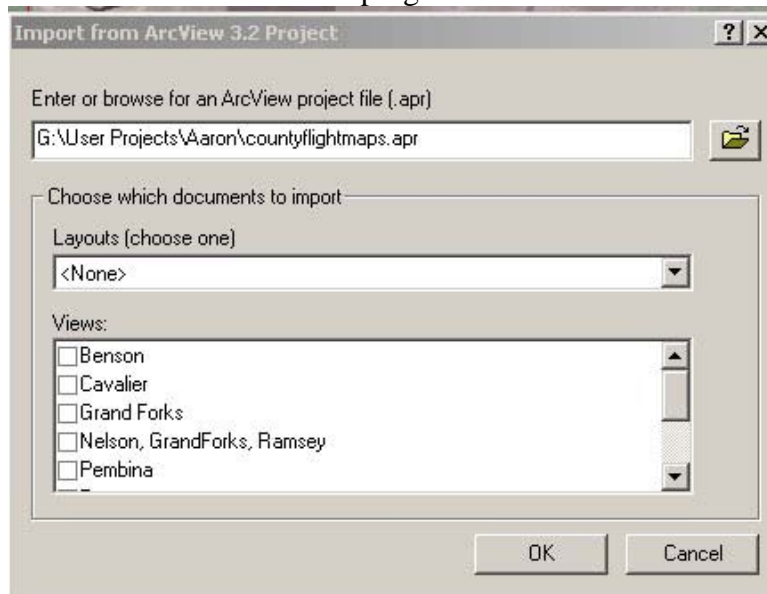 Import from ArcView 3.2 Project
Enter or browse for an ArcView project file (.apr)
G:\User Projects\Aaron\countyflightmaps.apr
Choose which documents to import
Layouts (choose one)
<None>
Views:
Benson
Cavalier
Grand Forks
Nelson, GrandForks, Ramsey
Pembina
OK Cancel